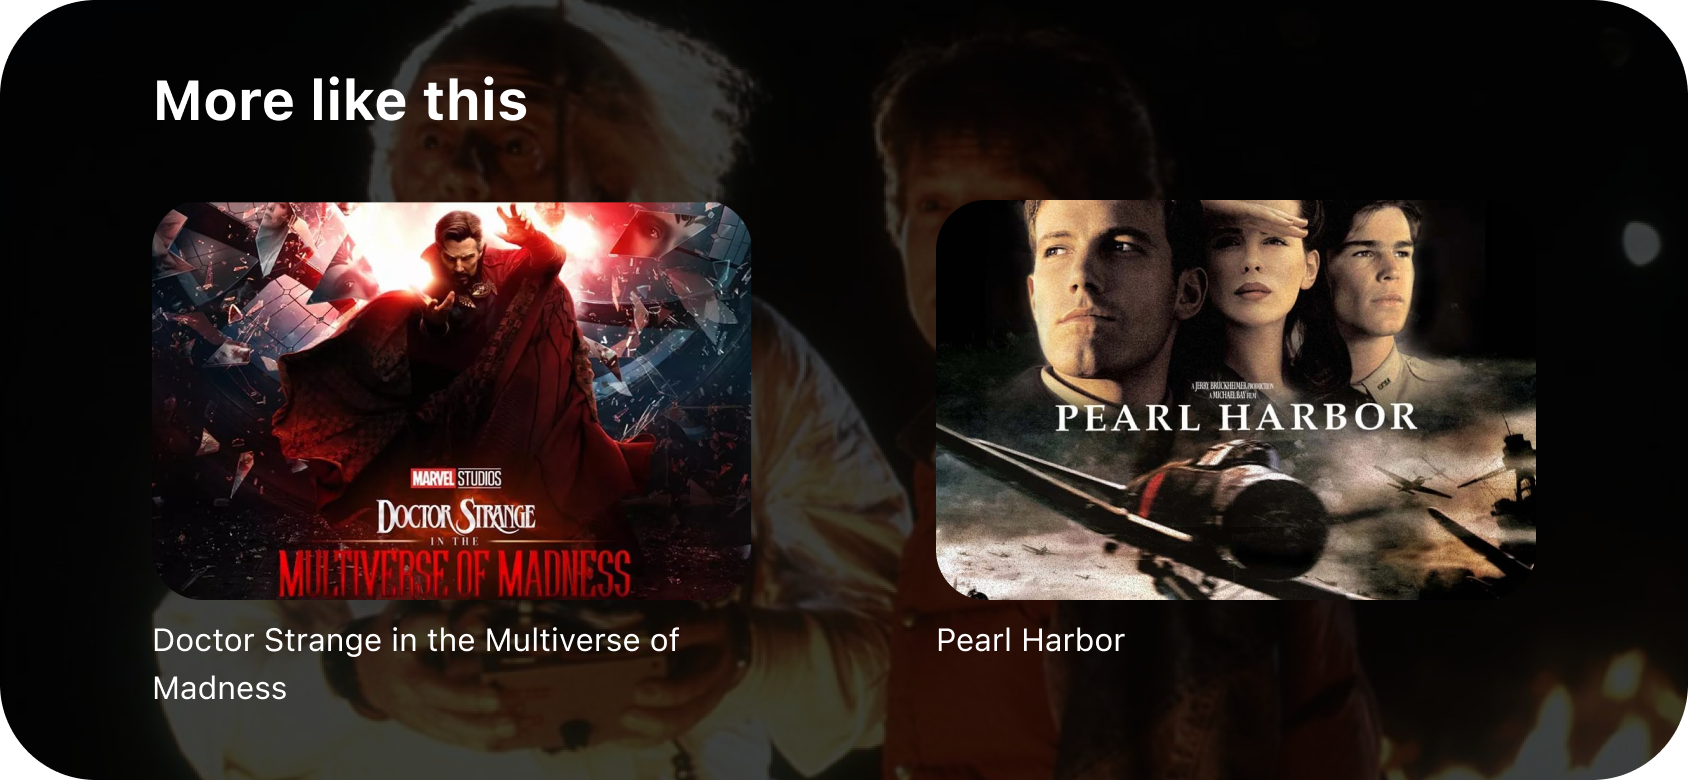 More like this
MARVEL STUDIOS
DOCTOR STRANGE
IN THE
MULTIVERSE OF MADNESS
A JERRY BRUCKHEIMER PRODUCTION
A MICHAEL BAY FILM
PEARL HARBOR
Doctor Strange in the Multiverse of
Madness
Pearl Harbor